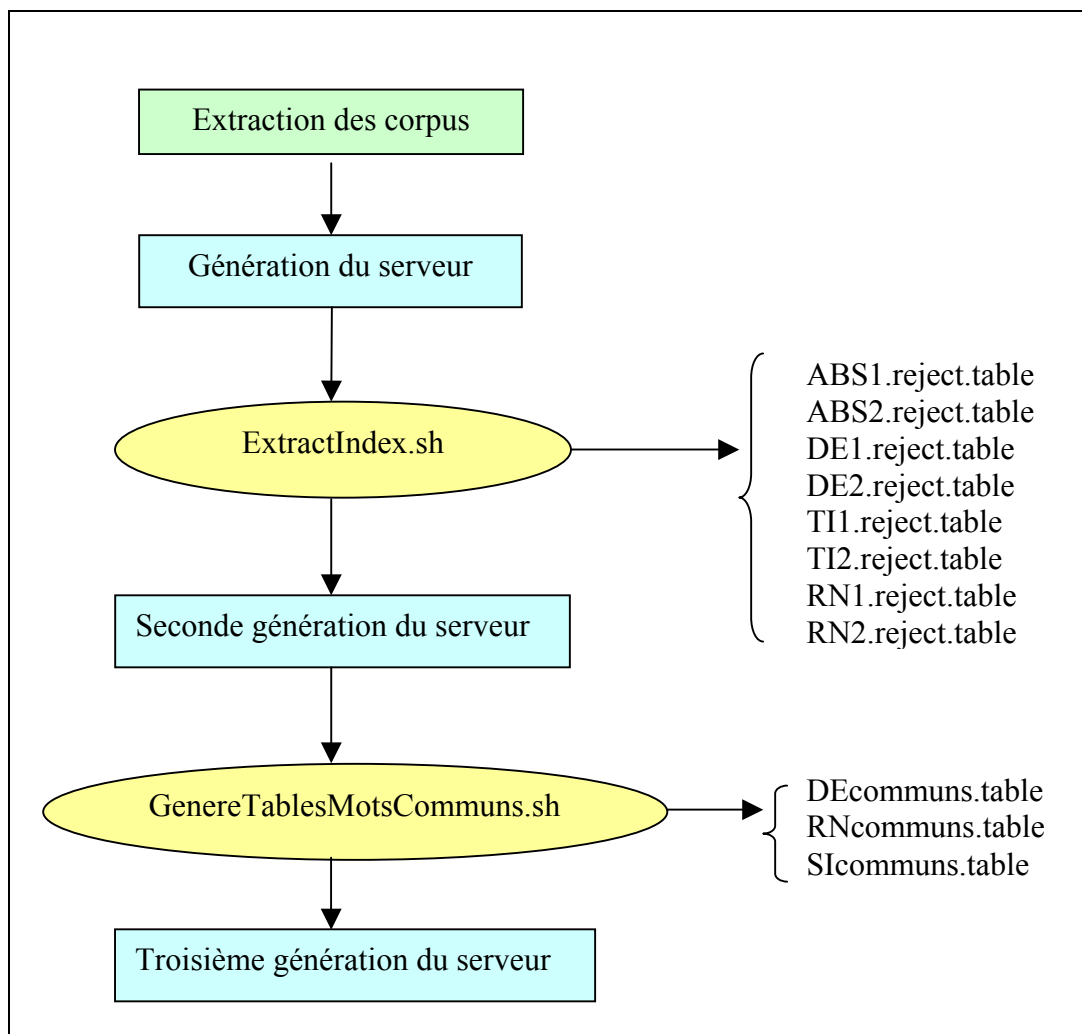 Extraction des corpus
Génération du serveur
ExtractIndex.sh
ABS1.reject.table
ABS2.reject.table
DE1.reject.table
DE2.reject.table
TI1.reject.table
TI2.reject.table
RN1.reject.table
RN2.reject.table
Seconde génération du serveur
GenereTablesMotsCommuns.sh
DEcommuns.table
RNcommuns.table
SIcommuns.table
Troisième génération du serveur